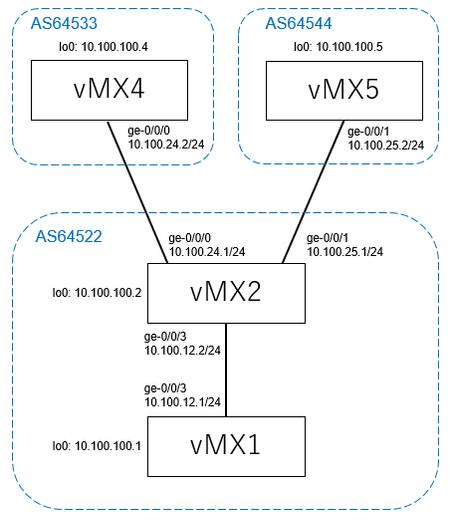 AS64533
AS64544
lo0: 10.100.100.4
lo0: 10.100.100.5
vMX4
vMX5
ge-0/0/0
10.100.24.2/24
ge-0/0/1
10.100.25.2/24
AS64522
ge-0/0/0
10.100.24.1/24
ge-0/0/1
10.100.25.1/24
lo0: 10.100.100.2
vMX2
ge-0/0/3
10.100.12.2/24
ge-0/0/3
10.100.12.1/24
lo0: 10.100.100.1
vMX1